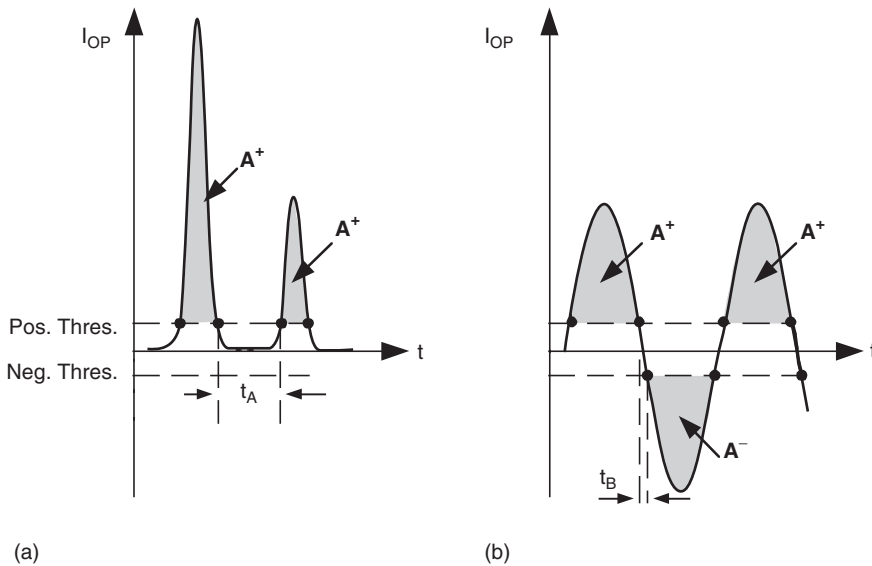 I_OP
A⁺
A⁺
Pos. Thres.
t
Neg. Thres.
t_A
(a)
I_OP
A⁺
A⁺
t
A⁻
t_B
(b)